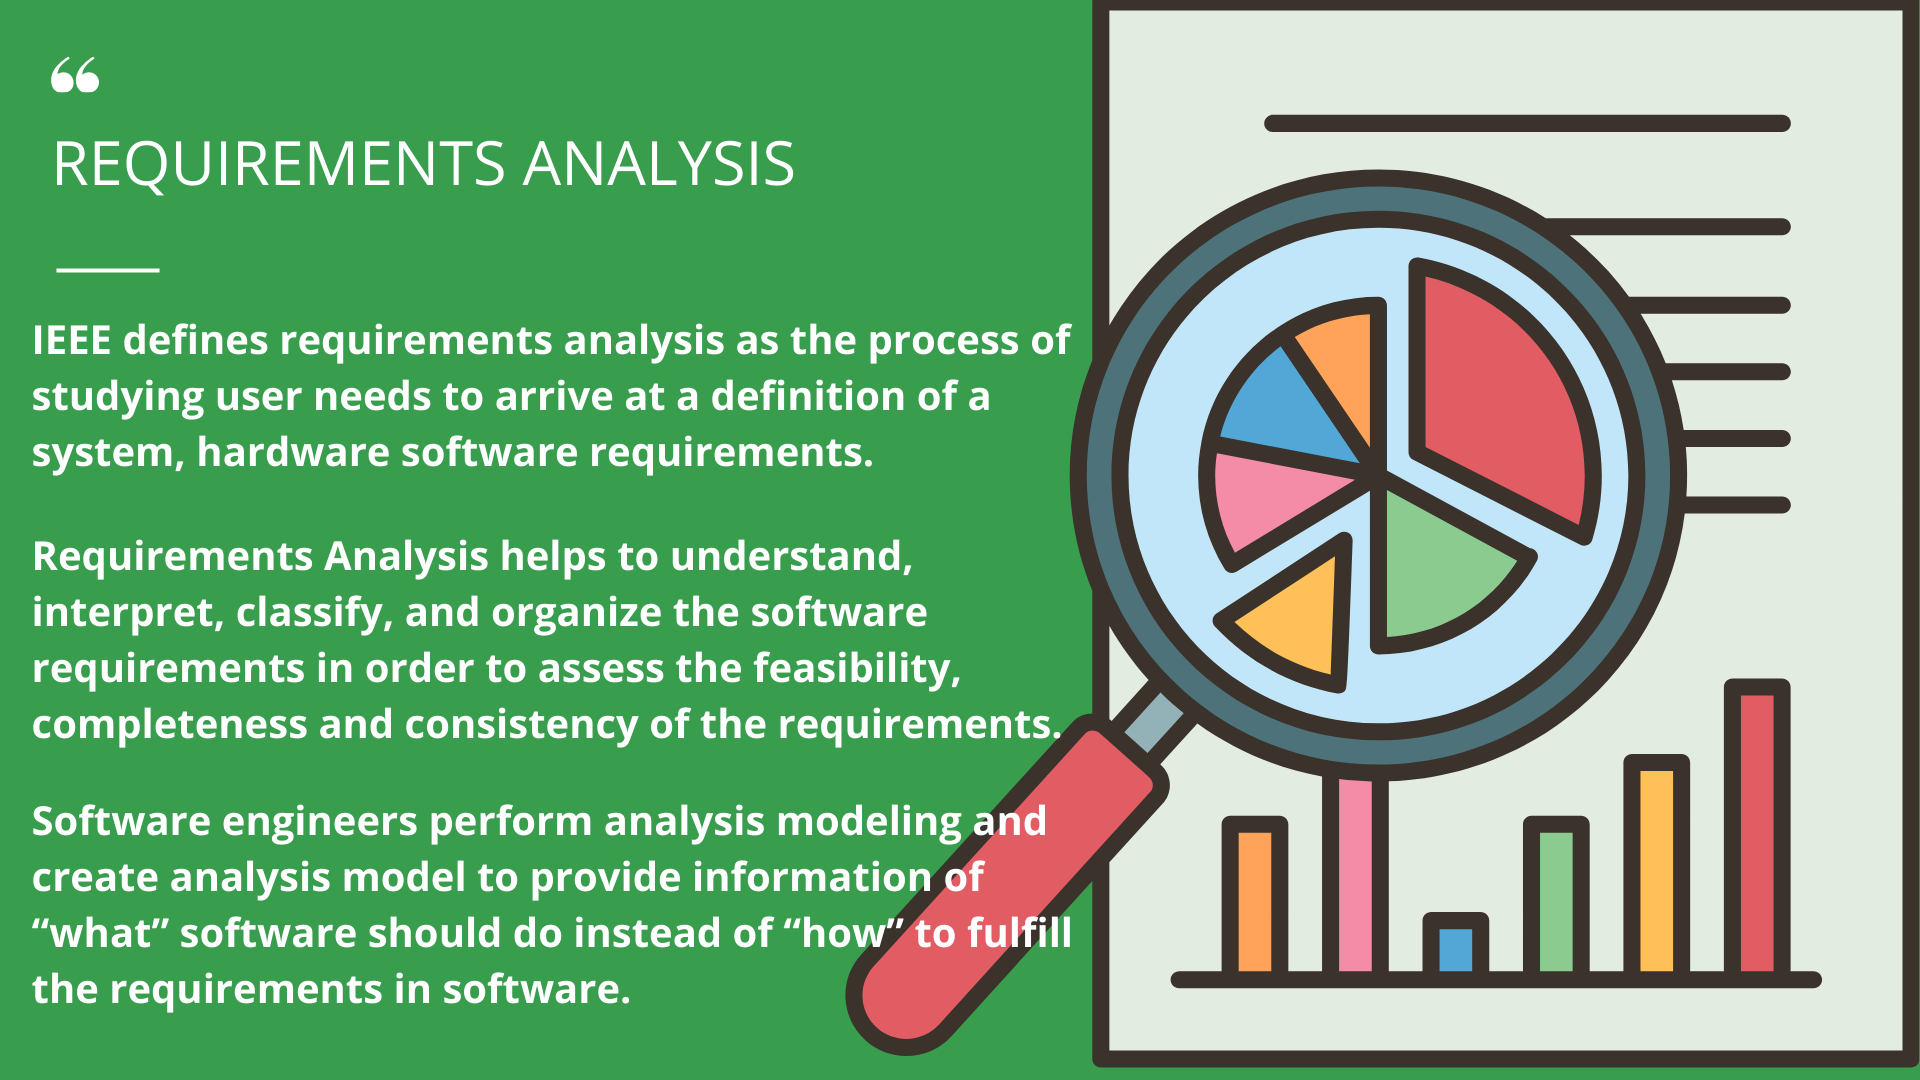 “
REQUIREMENTS ANALYSIS
IEEE defines requirements analysis as the process of
studying user needs to arrive at a definition of a
system, hardware software requirements.
Requirements Analysis helps to understand,
interpret, classify, and organize the software
requirements in order to assess the feasibility,
completeness and consistency of the requirements.
Software engineers perform analysis modeling and
create analysis model to provide information of
“what” software should do instead of “how” to fulfill
the requirements in software.